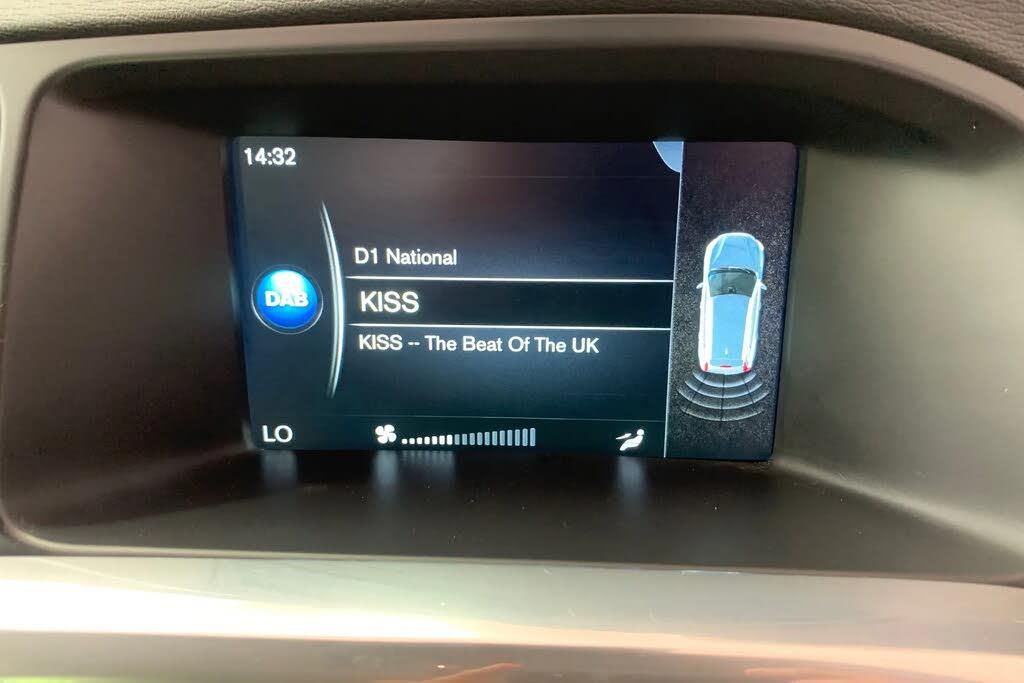 14:32
D1 National
DAB
KISS
KISS -- The Beat Of The UK
LO